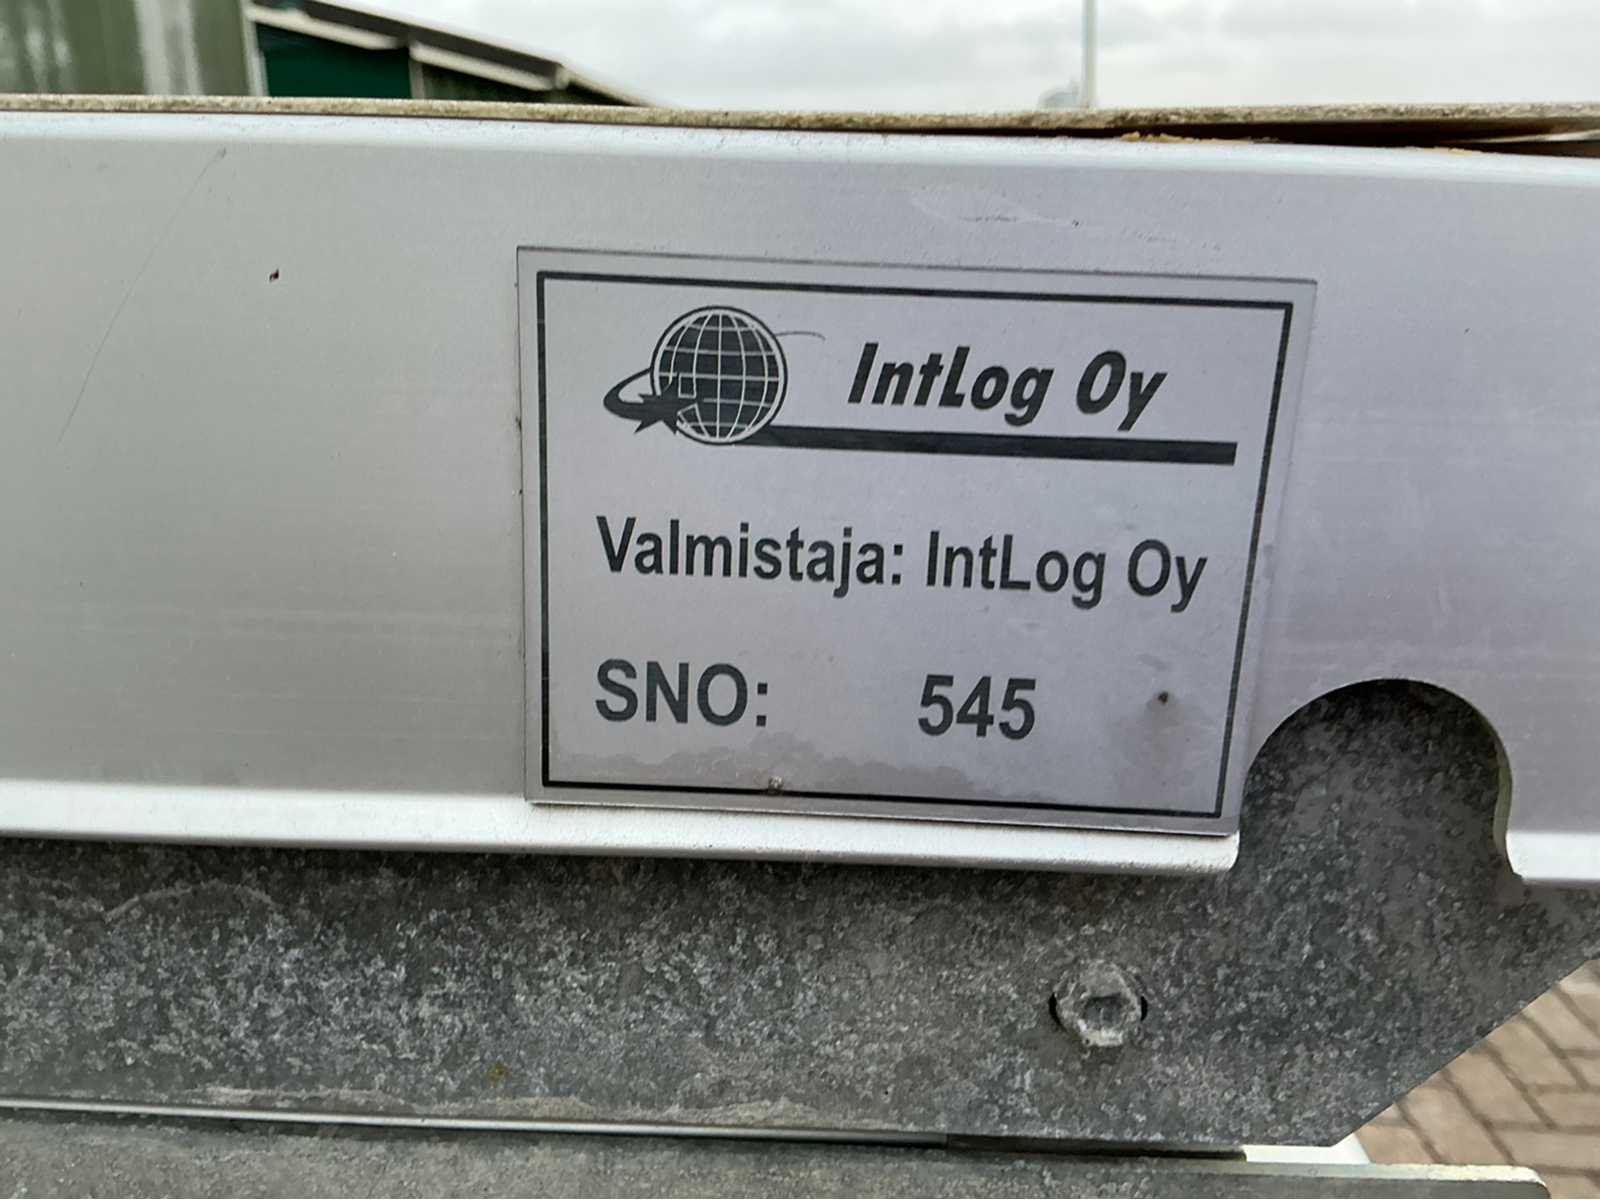 IntLog Oy
Valmistaja: IntLog Oy
SNO: 545